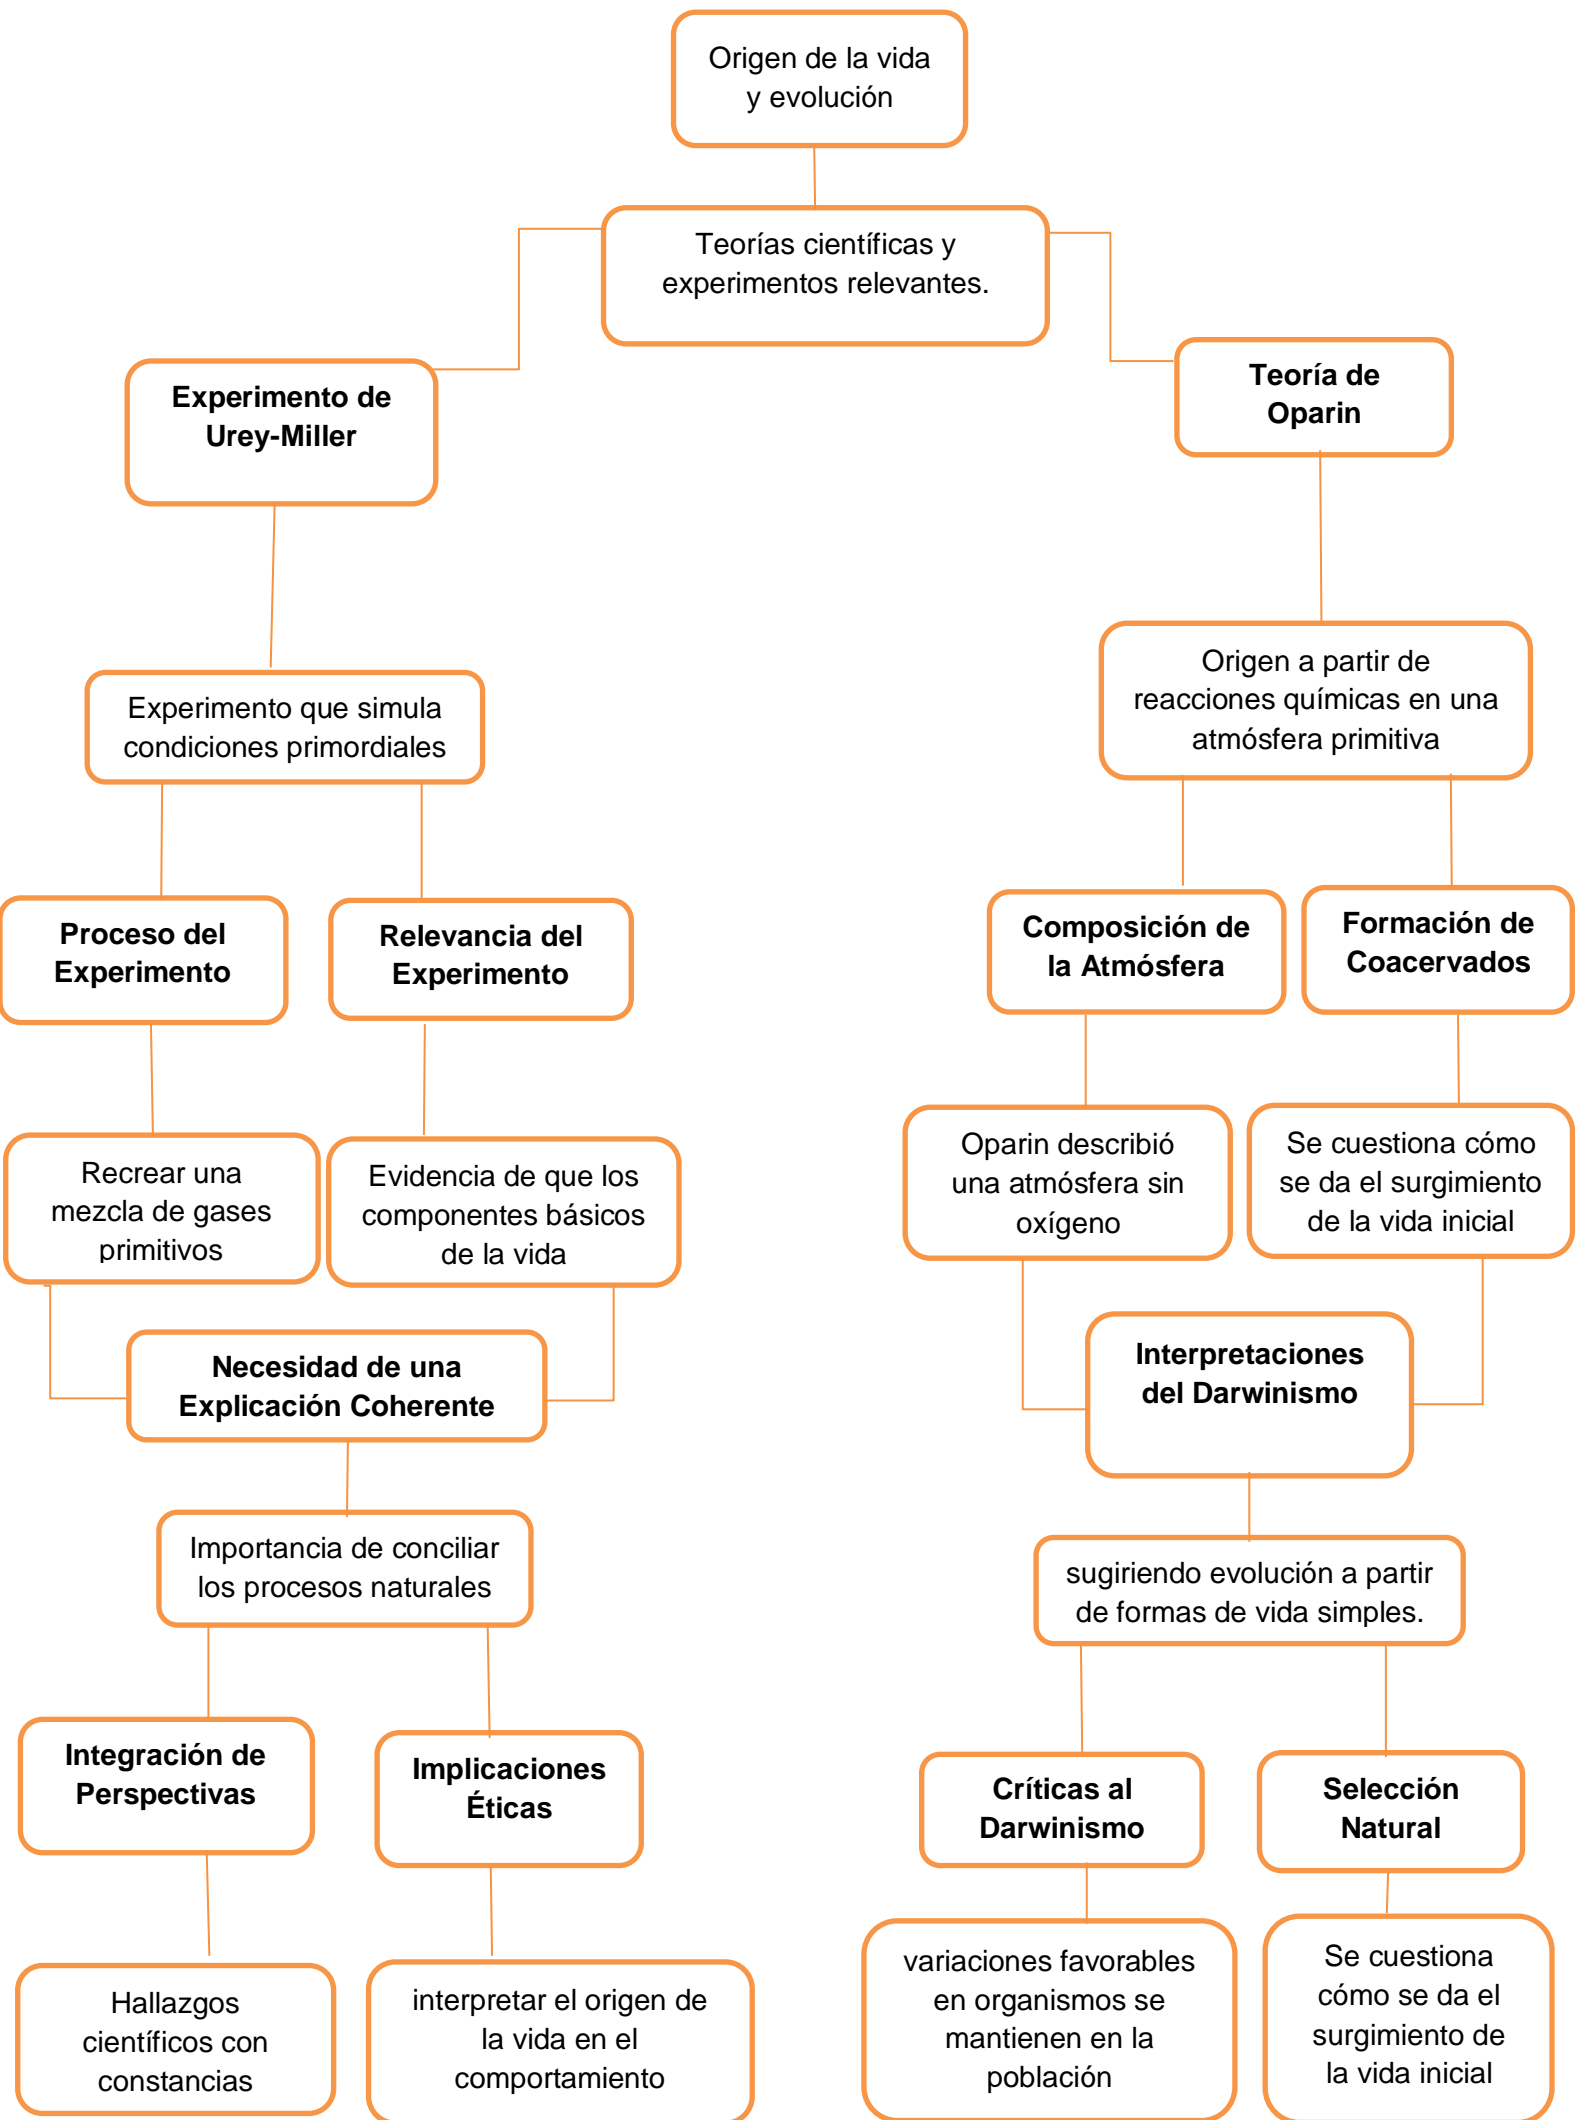 Origen de la vida
y evolución
Teorías científicas y
experimentos relevantes.
Experimento de
Urey-Miller
Teoría de
Oparin
Experimento que simula
condiciones primordiales
Origen a partir de
reacciones químicas en una
atmósfera primitiva
Proceso del
Experimento
Relevancia del
Experimento
Composición de
la Atmósfera
Formación de
Coacervados
Recrear una
mezcla de gases
primitivos
Evidencia de que los
componentes básicos
de la vida
Oparin describió
una atmósfera sin
oxígeno
Se cuestiona cómo
se da el surgimiento
de la vida inicial
Necesidad de una
Explicación Coherente
Interpretaciones
del Darwinismo
Importancia de conciliar
los procesos naturales
sugiriendo evolución a partir
de formas de vida simples.
Integración de
Perspectivas
Implicaciones
Éticas
Críticas al
Darwinismo
Selección
Natural
Hallazgos
científicos con
constancias
interpretar el origen de
la vida en el
comportamiento
variaciones favorables
en organismos se
mantienen en la
población
Se cuestiona
cómo se da el
surgimiento de
la vida inicial